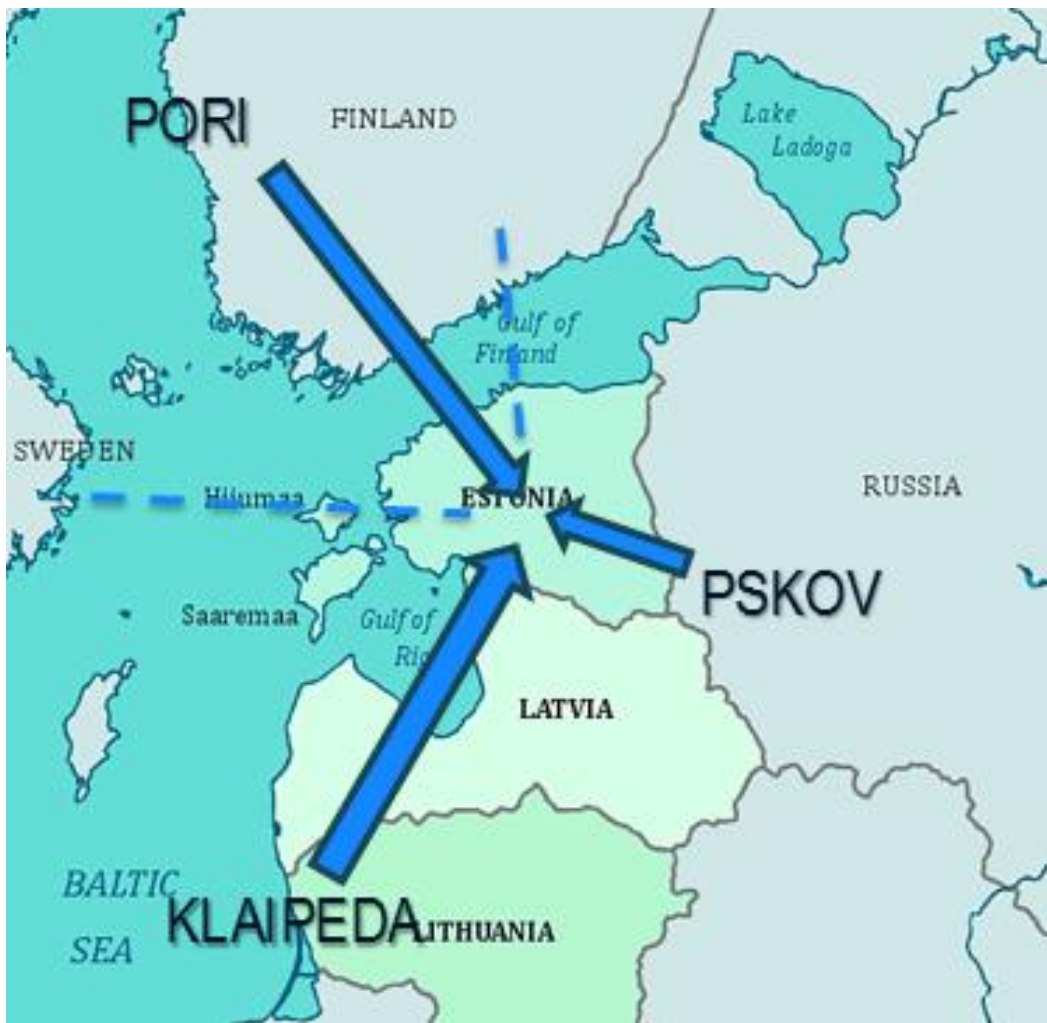 PORI
FINLAND
Lake
Ladoga
Gulf of
Finland
SWEDEN
Hiiumaa
ESTONIA
RUSSIA
PSKOV
Saaremaa
Gulf of
Riga
LATVIA
BALTIC
SEA
KLAIPEDA
LITHUANIA